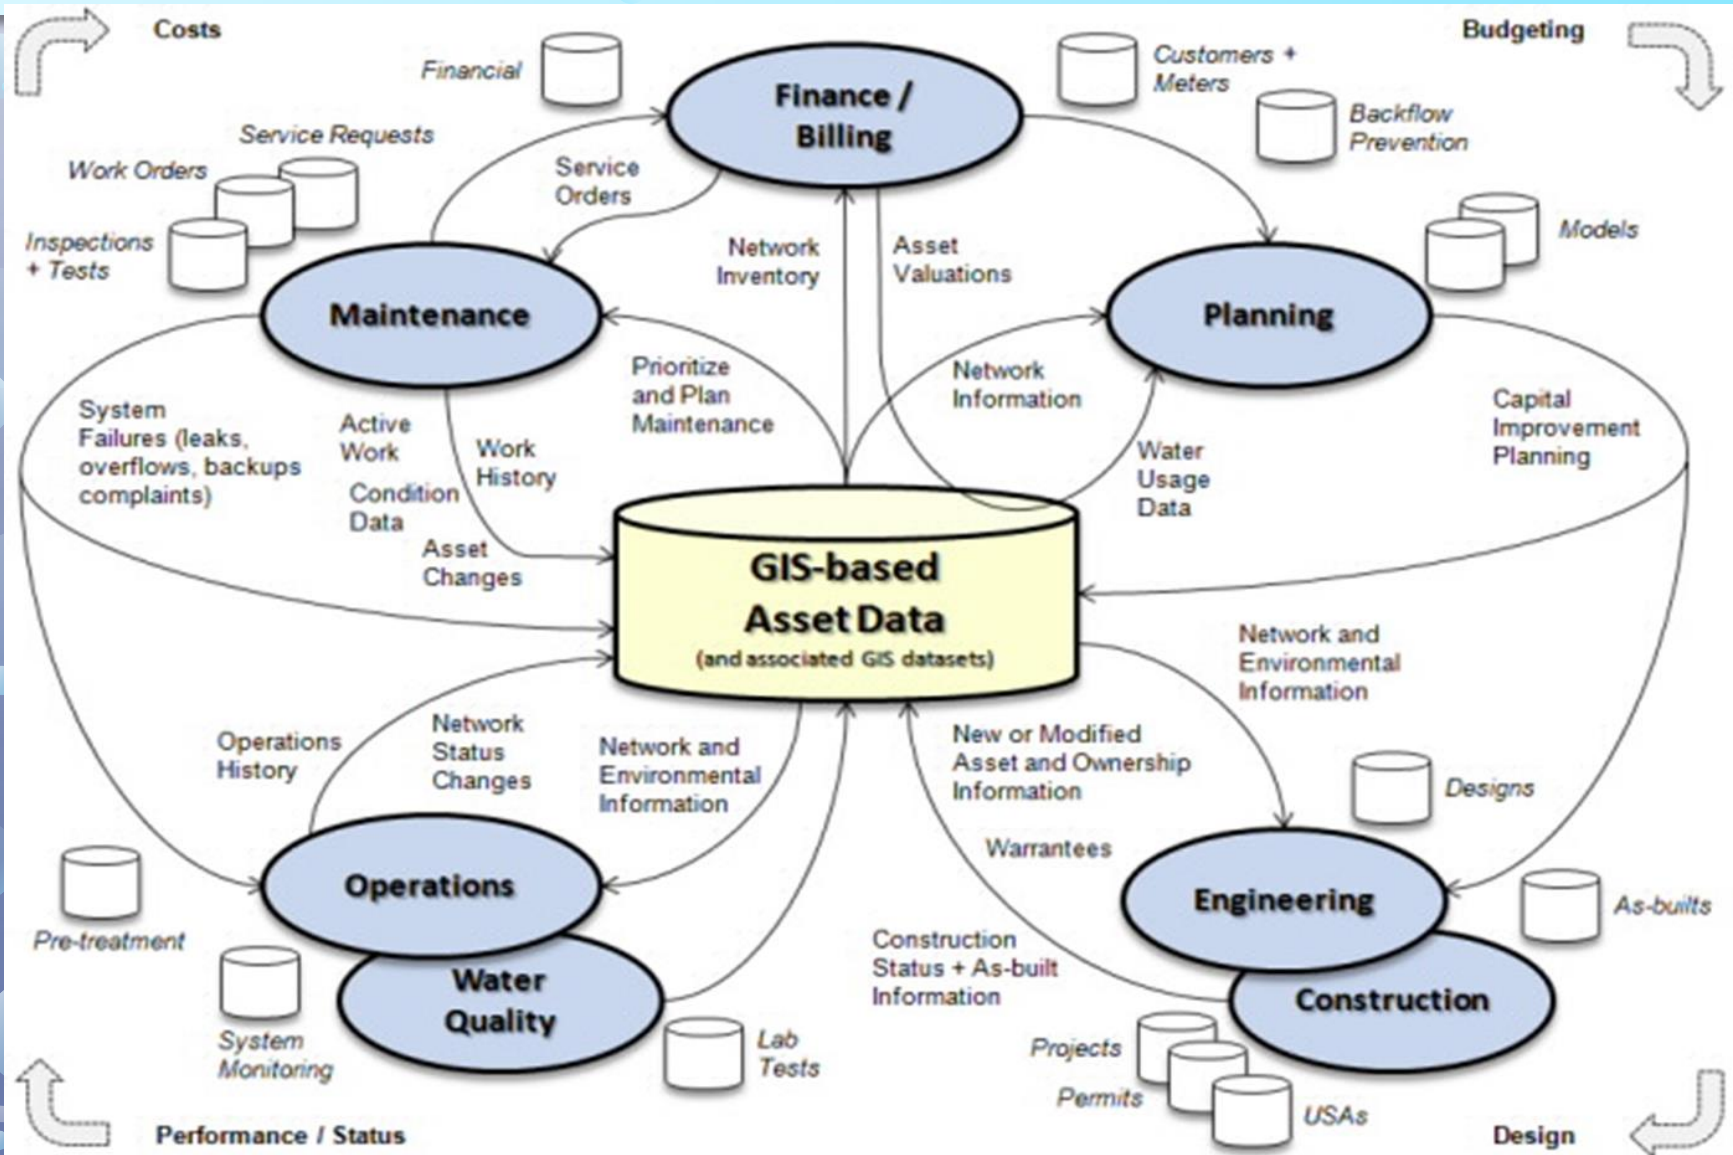 Costs
Budgeting
Financial
Finance /
Billing
Customers +
Meters
Backflow
Prevention
Service Requests
Work Orders
Inspections
+ Tests
Service
Orders
Network
Inventory
Asset
Valuations
Models
Maintenance
Planning
Prioritize
and Plan
Maintenance
Network
Information
Capital
Improvement
Planning
System
Failures (leaks,
overflows, backups
complaints)
Active
Work
Condition
Data
Work
History
Asset
Changes
Water
Usage
Data
GIS-based
Asset Data
(and associated GIS datasets)
Network and
Environmental
Information
Operations
History
Network
Status
Changes
Network and
Environmental
Information
New or Modified
Asset and Ownership
Information
Warrantees
Designs
Operations
Engineering
As-builts
Pre-treatment
Water
Quality
Construction
Status + As-built
Information
Construction
System
Monitoring
Lab
Tests
Projects
Permits
USAs
Performance / Status
Design